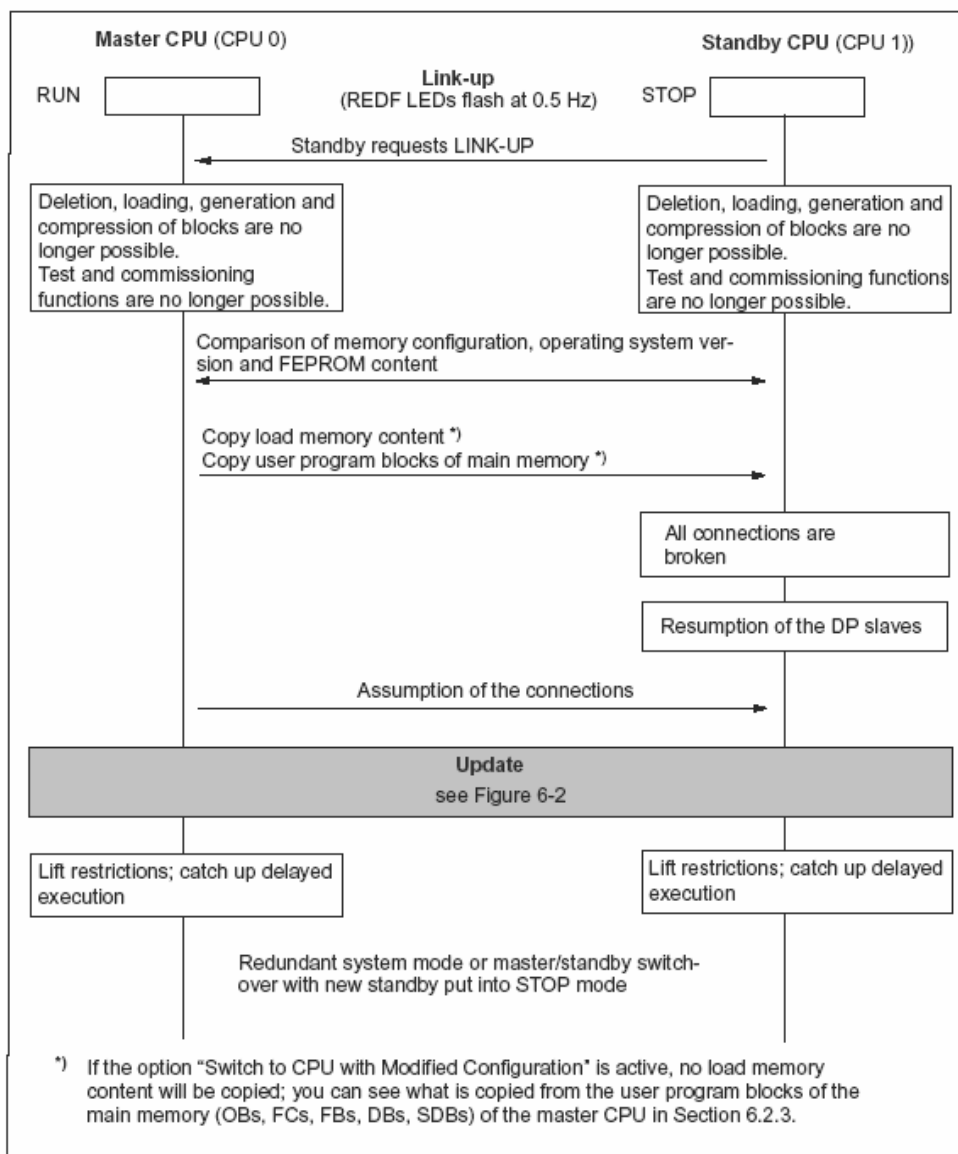 Master CPU (CPU 0)
Standby CPU (CPU 1))
Link-up
(REDF LEDs flash at 0.5 Hz)
RUN
STOP
Standby requests LINK-UP
Deletion, loading, generation and
compression of blocks are no
longer possible.
Test and commissioning
functions are no longer possible.
Deletion, loading, generation and
compression of blocks are no
longer possible.
Test and commissioning functions
are no longer possible.
Comparison of memory configuration, operating system ver-
sion and FEPROM content
Copy load memory content *)
Copy user program blocks of main memory *)
All connections are
broken
Resumption of the DP slaves
Assumption of the connections
Update
see Figure 6-2
Lift restrictions; catch up delayed
execution
Lift restrictions; catch up delayed
execution
Redundant system mode or master/standby switch-
over with new standby put into STOP mode
*) If the option "Switch to CPU with Modified Configuration" is active, no load memory
content will be copied; you can see what is copied from the user program blocks of the
main memory (OBs, FCs, FBs, DBs, SDBs) of the master CPU in Section 6.2.3.